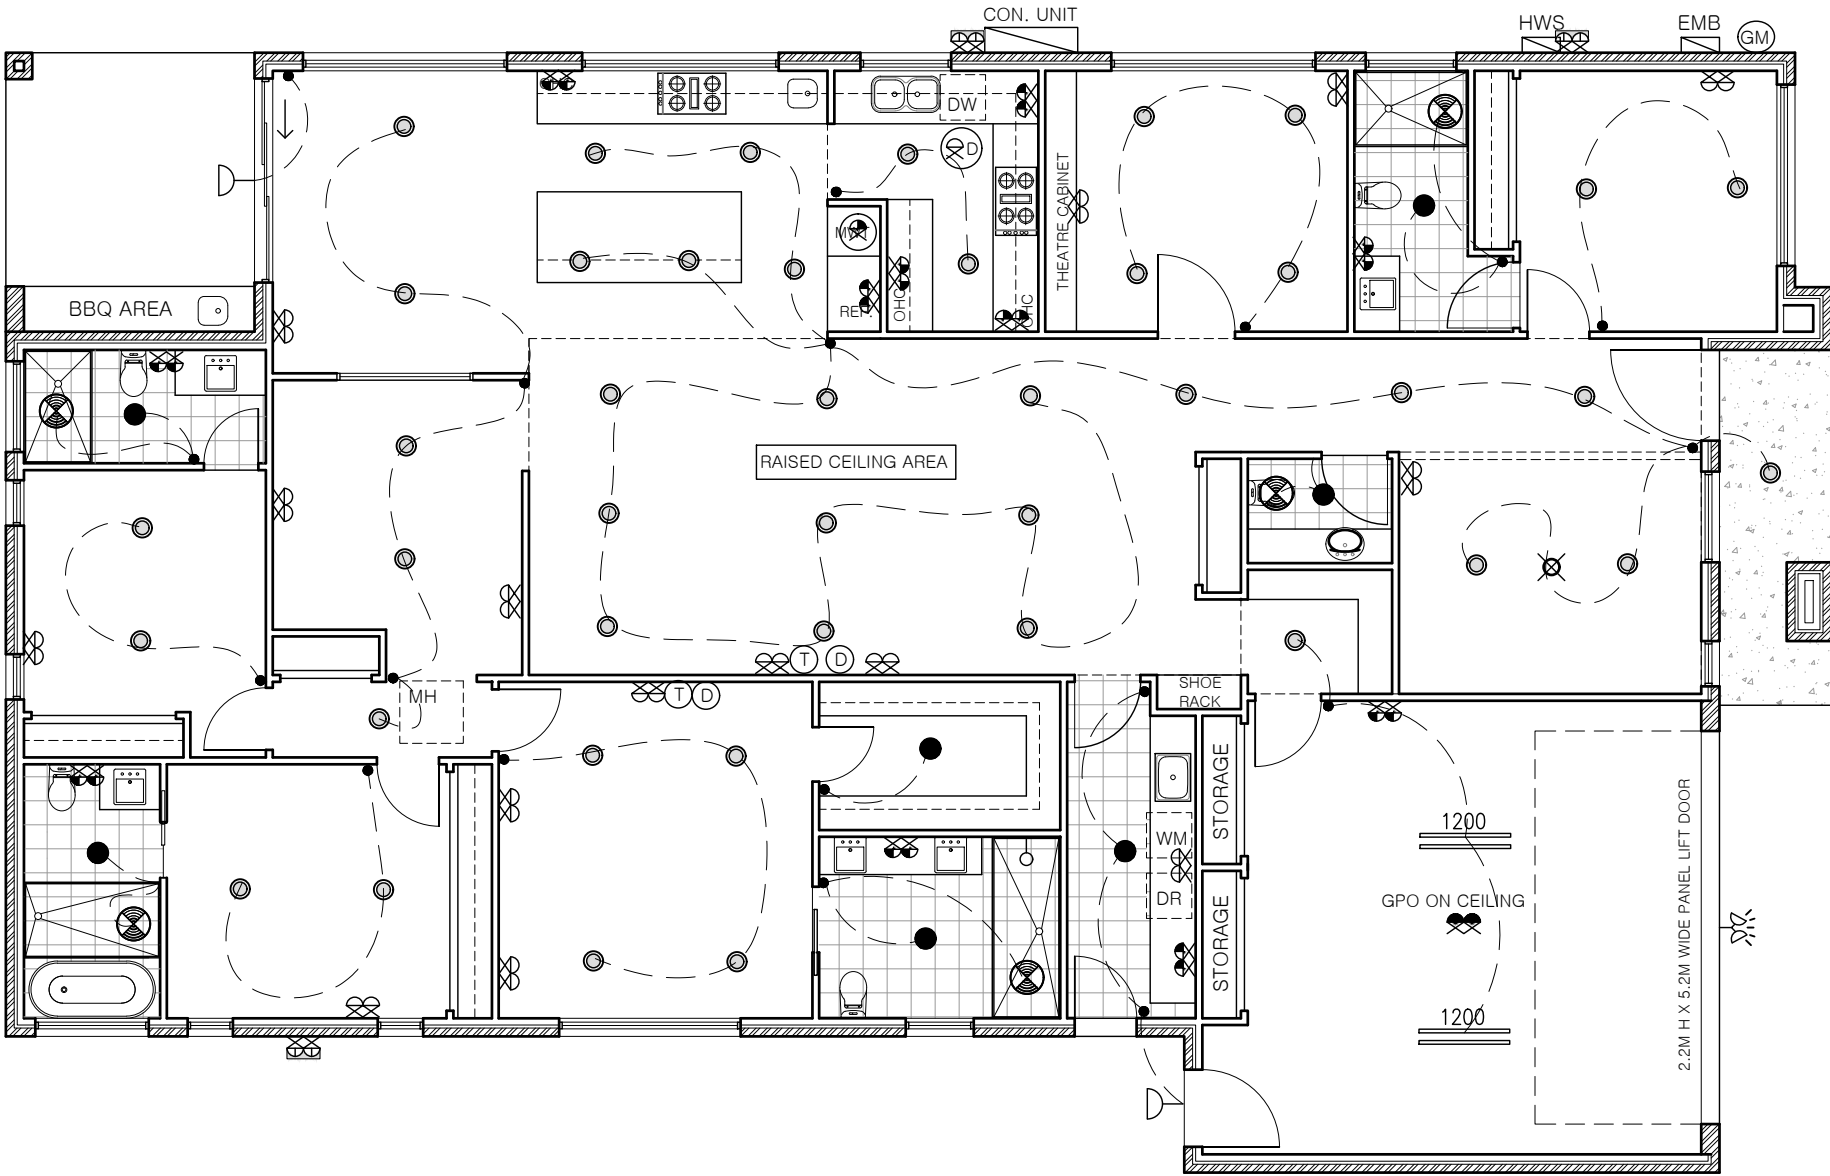 CON. UNIT
HWS
EMB
GM
DW
D
THEATRE CABINET
MW
REF.
OHC
OHC
BBQ AREA
RAISED CEILING AREA
T
D
MH
T
D
SHOE
RACK
STORAGE
WM
DR
STORAGE
1200
GPO ON CEILING
1200
2.2M H X 5.2M WIDE PANEL LIFT DOOR